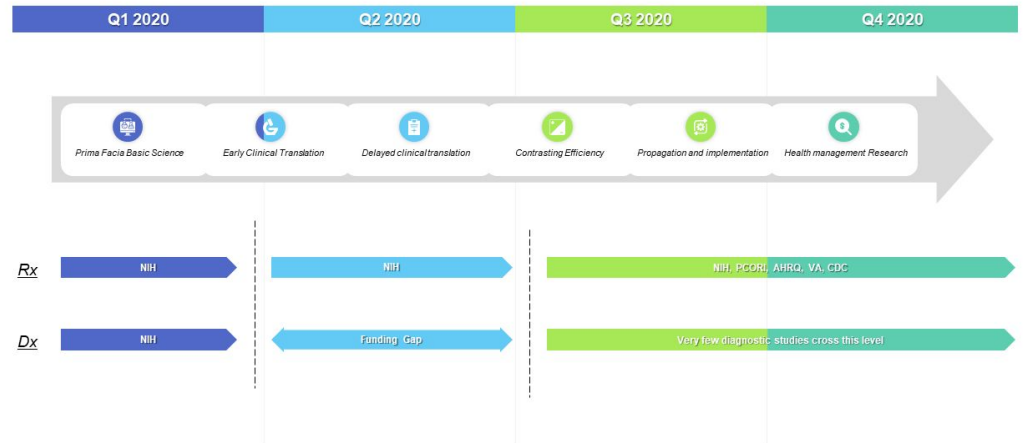 Q1 2020
Q2 2020
Q3 2020
Q4 2020
Prima Facia Basic Science
Early Clinical Translation
Delayed clinical translation
Contrasting Efficiency
Propagation and implementation
Health management Research
Rx
NIH
NIH
NIH, PCORI, AHRQ, VA, CDC
Dx
NIH
Funding Gap
Very few diagnostic studies cross this level